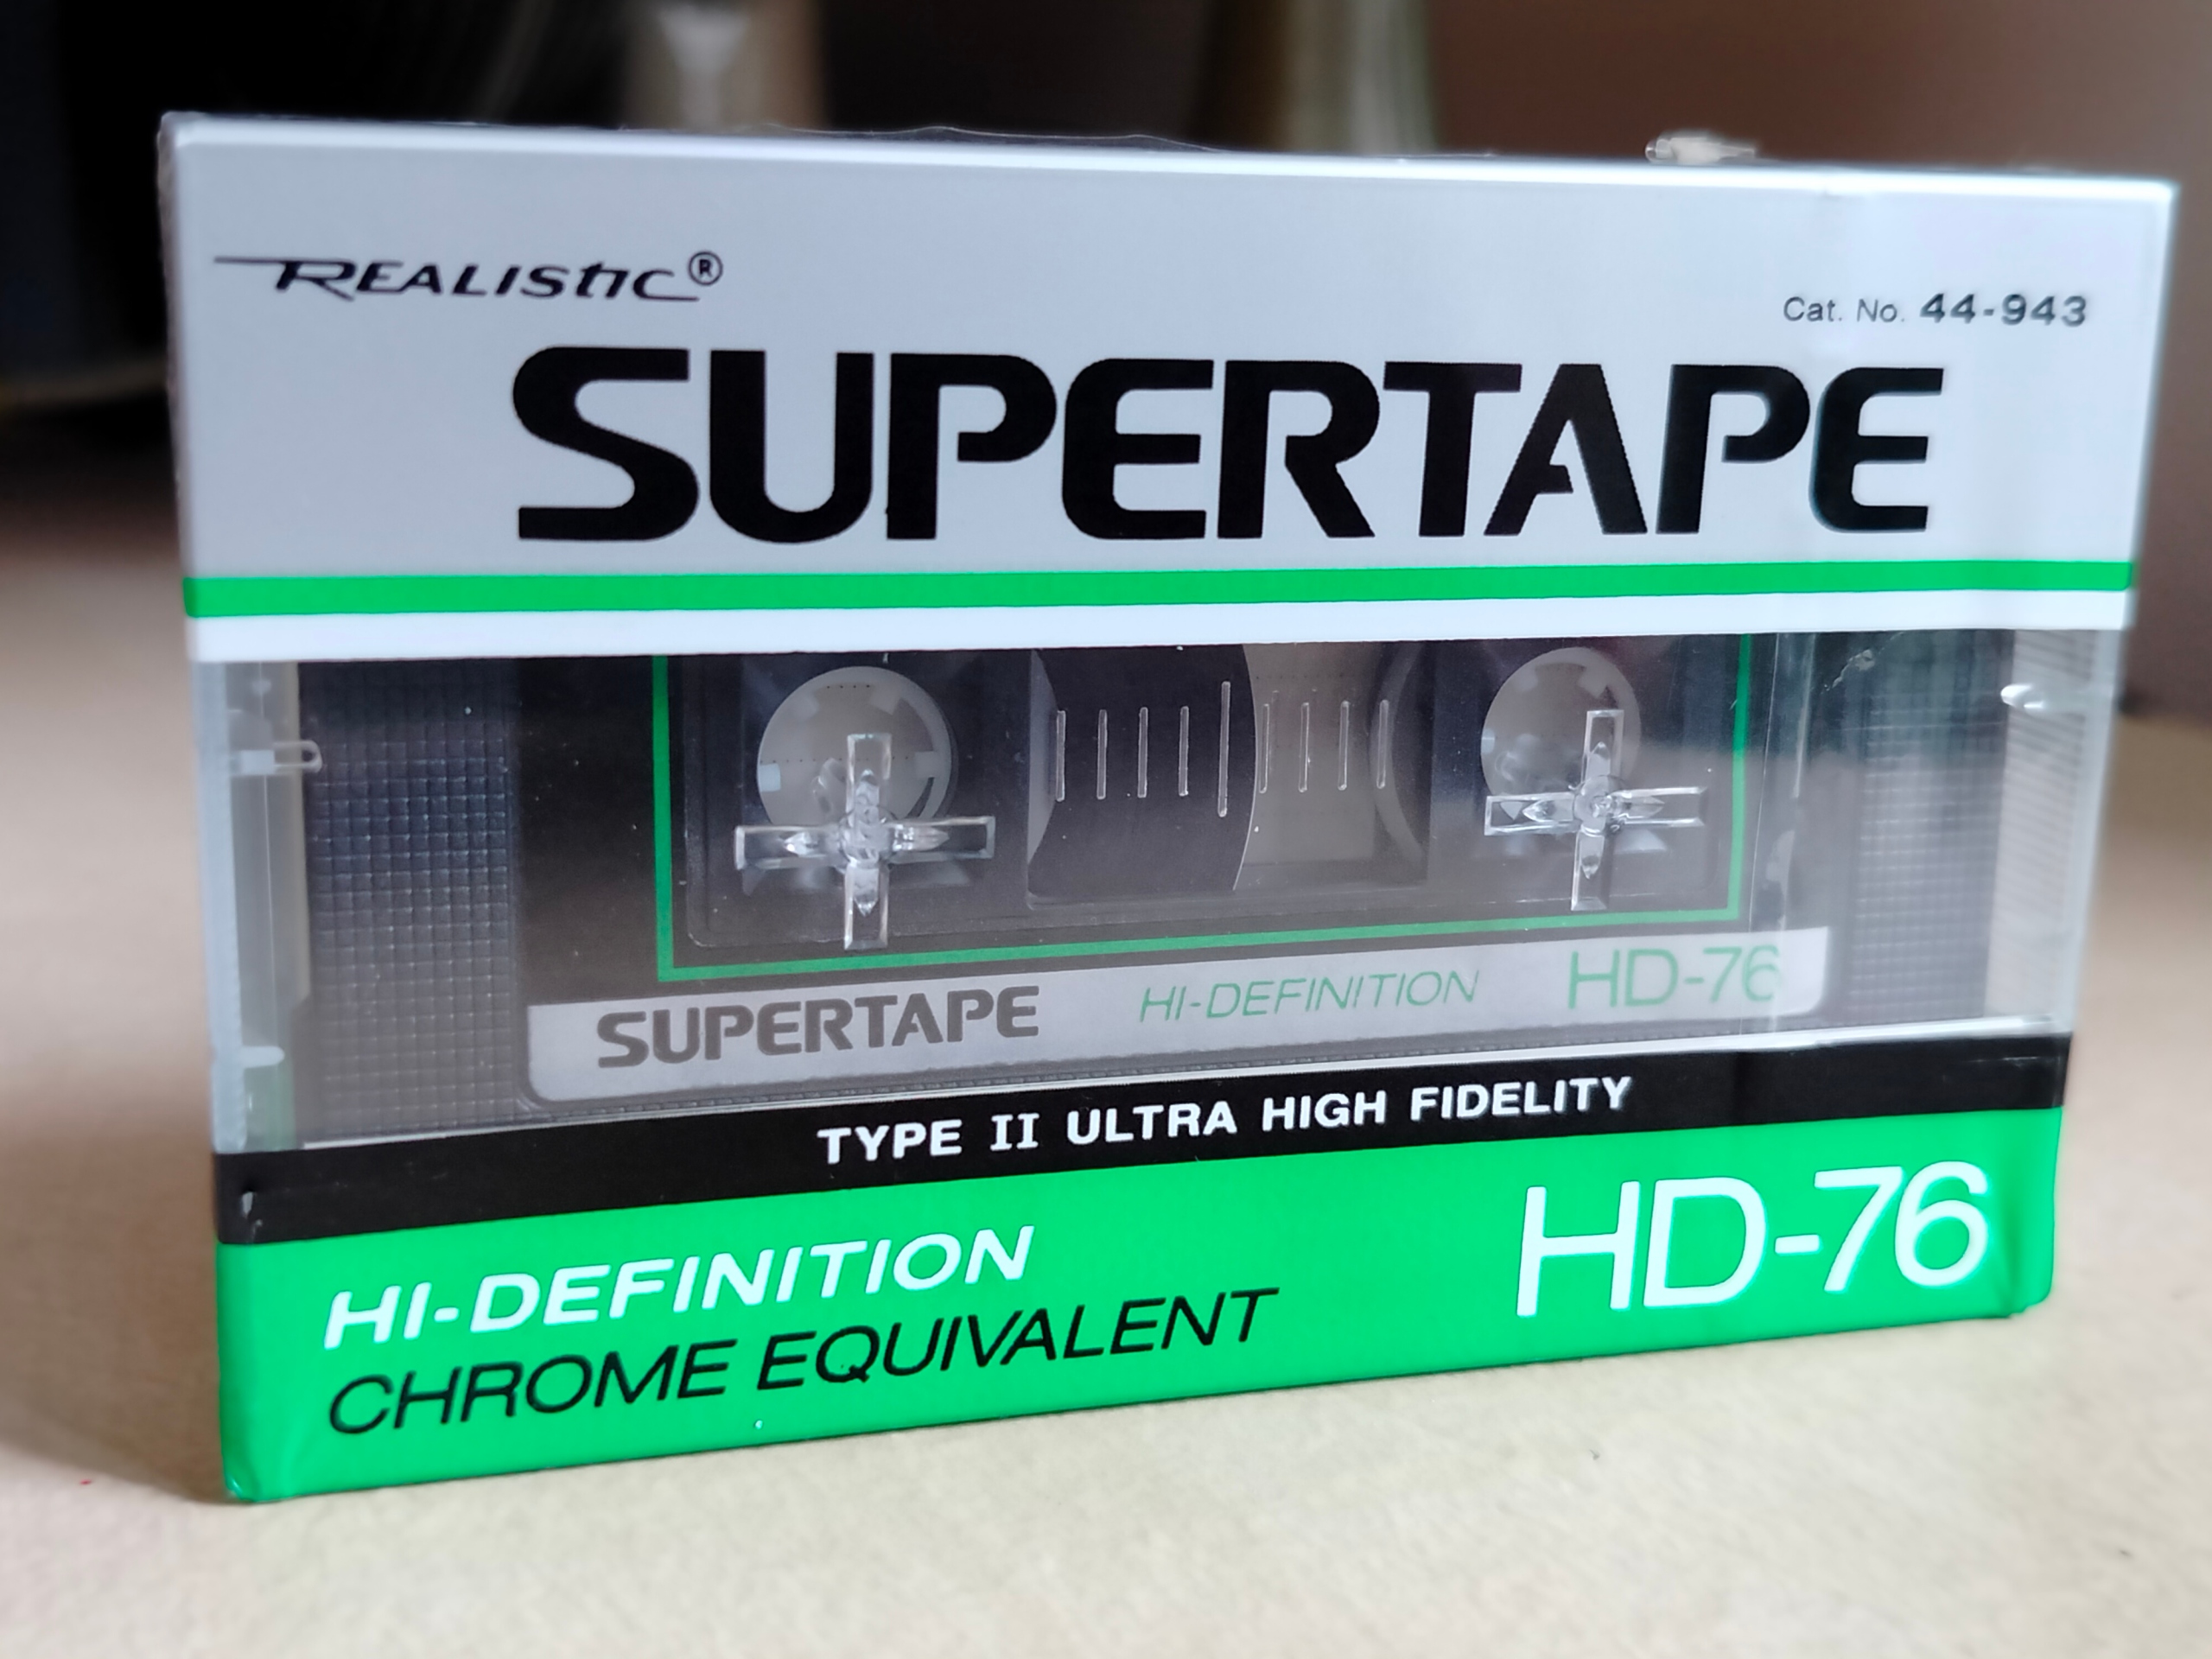 REALISTIC®
Cat. No. 44-943
SUPERTAPE
SUPERTAPE HI-DEFINITION HD-76
TYPE II ULTRA HIGH FIDELITY
HI-DEFINITION
CHROME EQUIVALENT
HD-76